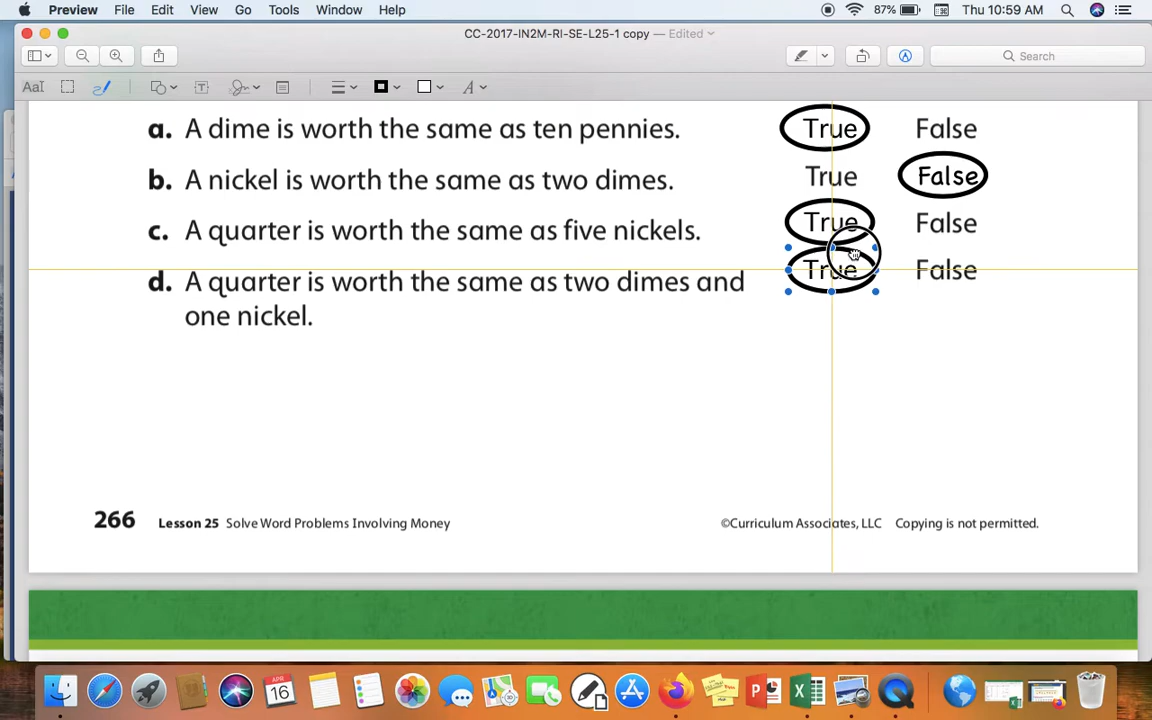 Preview File Edit View Go Tools Window Help 87% Thu 10:59 AM
CC-2017-IN2M-RI-SE-L25-1 copy — Edited
Search
AaI T A
a. A dime is worth the same as ten pennies. True False
b. A nickel is worth the same as two dimes. True False
c. A quarter is worth the same as five nickels. True False
d. A quarter is worth the same as two dimes and True False
one nickel.
266 Lesson 25 Solve Word Problems Involving Money ©Curriculum Associates, LLC Copying is not permitted.
APR
16